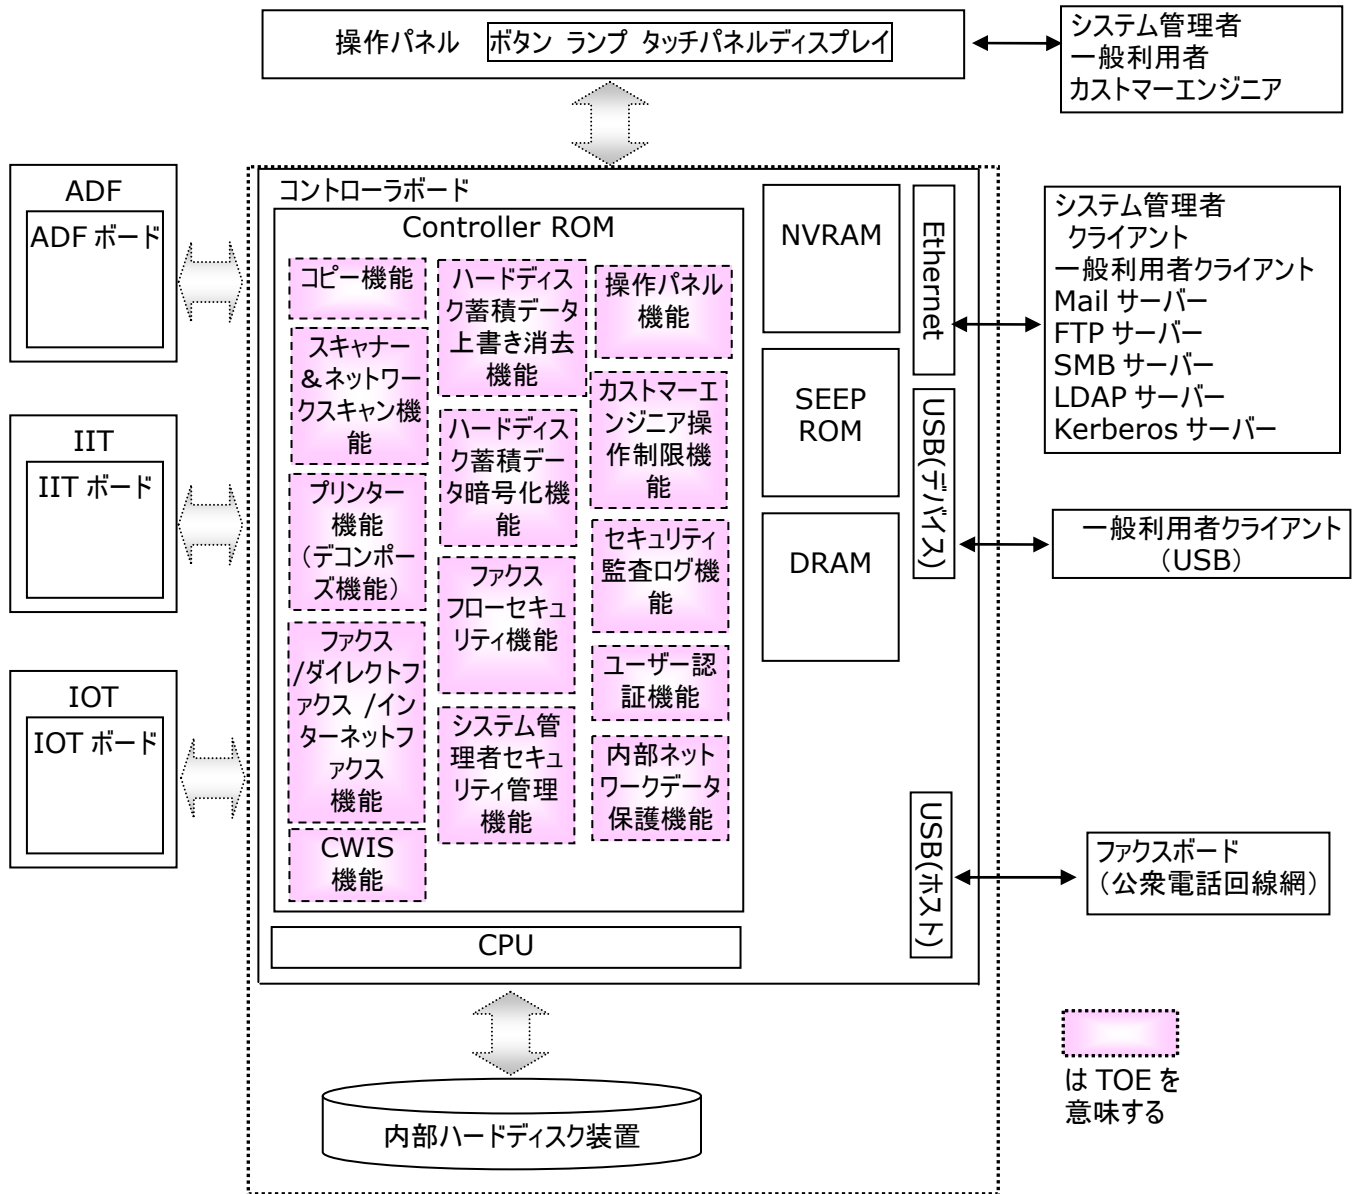 操作パネル ボタン ランプ タッチパネルディスプレイ
システム管理者
一般利用者
カストマーエンジニア
ADF
ADF ボード
IIT
IIT ボード
IOT
IOT ボード
コントローラボード
Controller ROM
コピー機能
スキャナー
＆ネットワー
クスキャン機
能
プリンター
機能
（デコンポー
ズ機能）
ファクス
/ダイレクトフ
ァクス /イン
ターネットフ
ァクス
機能
CWIS
機能
ハードディス
ク蓄積データ
上書き消去
機能
ハードディス
ク蓄積デー
タ暗号化機
能
ファクス
フローセキュ
リティ機能
システム管
理者セキュ
リティ管理
機能
操作パネル
機能
カストマーエ
ンジニア操
作制限機
能
セキュリティ
監査ログ機
能
ユーザー認
証機能
内部ネット
ワークデータ
保護機能
CPU
NVRAM
SEEP
ROM
DRAM
Ethernet
USB(デバイス)
USB(ホスト)
システム管理者
クライアント
一般利用者クライアント
Mail サーバー
FTP サーバー
SMB サーバー
LDAP サーバー
Kerberos サーバー
一般利用者クライアント
（USB）
ファクスボード
（公衆電話回線網）
内部ハードディスク装置
は TOE を
意味する